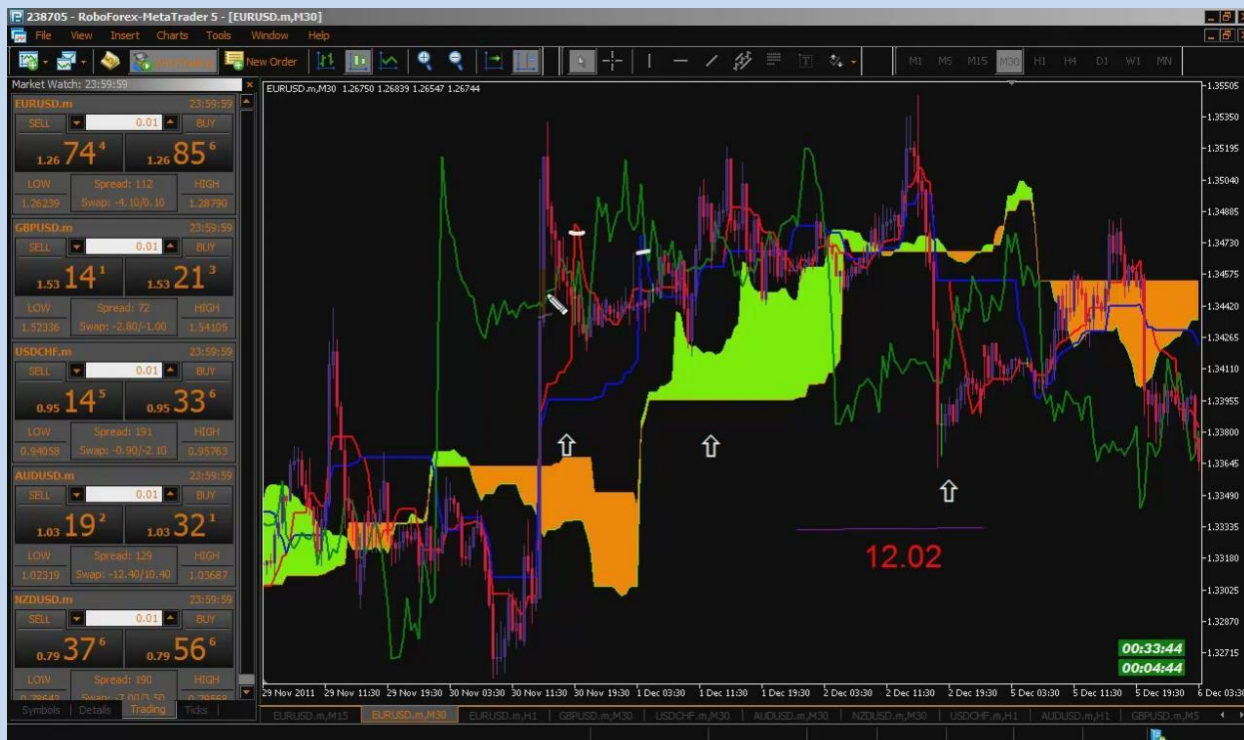 238705 - RoboForex-MetaTrader 5 - [EURUSD.m,M30]
File View Insert Charts Tools Window Help
New Order M1 M5 M15 M30 H1 H4 D1 W1 MN
Market Watch: 23:59:59
EURUSD.m 23:59:59
SELL 0.01 BUY
1.26 74 4 1.26 85 6
LOW Spread: 112 HIGH
1.26239 Swap: -4.10/0.10 1.28790
GBPUSD.m 23:59:59
SELL 0.01 BUY
1.53 14 1 1.53 21 3
LOW Spread: 72 HIGH
1.52336 Swap: -2.80/-1.00 1.54105
USDCHF.m 23:59:59
SELL 0.01 BUY
0.95 14 5 0.95 33 6
LOW Spread: 191 HIGH
0.94058 Swap: -0.90/-2.10 0.95763
AUDUSD.m 23:59:59
SELL 0.01 BUY
1.03 19 2 1.03 32 1
LOW Spread: 129 HIGH
1.02319 Swap: -12.40/10.40 1.03687
NZDUSD.m 23:59:59
SELL 0.01 BUY
0.79 37 6 0.79 56 6
LOW Spread: 190 HIGH
Symbols Details Trading Ticks
EURUSD.m,M30 1.26750 1.26839 1.26547 1.26744
1.35505
1.35350
1.35195
1.35040
1.34885
1.34730
1.34575
1.34420
1.34265
1.34110
1.33955
1.33800
1.33645
1.33490
1.33335
1.33180
1.33025
1.32870
1.32715
12.02
00:33:44
00:04:44
29 Nov 2011 29 Nov 11:30 29 Nov 19:30 30 Nov 03:30 30 Nov 11:30 30 Nov 19:30 1 Dec 03:30 1 Dec 11:30 1 Dec 19:30 2 Dec 03:30 2 Dec 11:30 2 Dec 19:30 5 Dec 03:30 5 Dec 11:30 5 Dec 19:30 6 Dec 03:30
EURUSD.m,M15 EURUSD.m,M30 EURUSD.m,H1 GBPUSD.m,M30 USDCHF.m,M30 AUDUSD.m,M30 NZDUSD.m,M30 USDCHF.m,H1 AUDUSD.m,H1 GBPUSD.m,M5